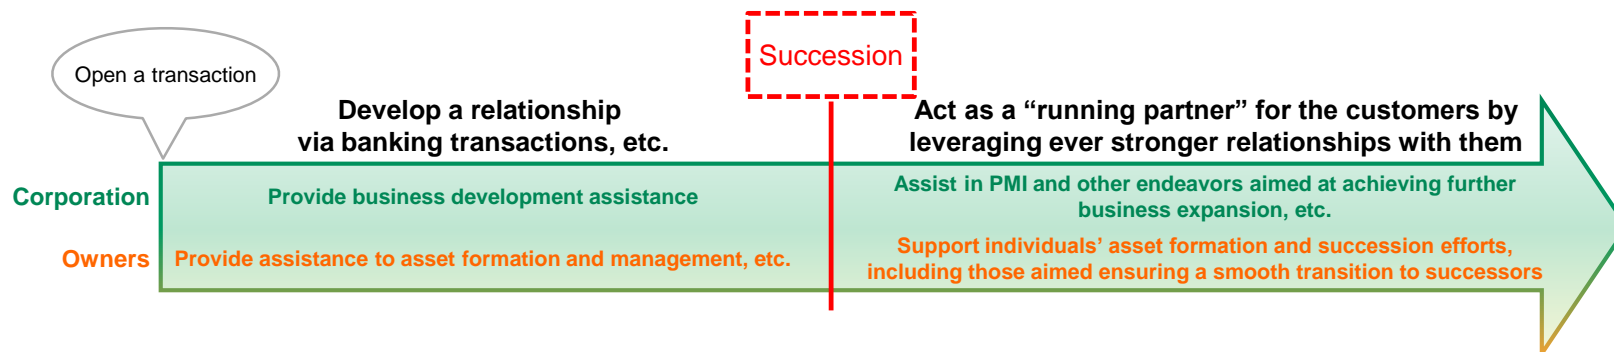 Succession
Open a transaction
Develop a relationship
via banking transactions, etc.
Act as a “running partner” for the customers by
leveraging ever stronger relationships with them
Corporation
Provide business development assistance
Assist in PMI and other endeavors aimed at achieving further
business expansion, etc.
Owners
Provide assistance to asset formation and management, etc.
Support individuals’ asset formation and succession efforts,
including those aimed ensuring a smooth transition to successors